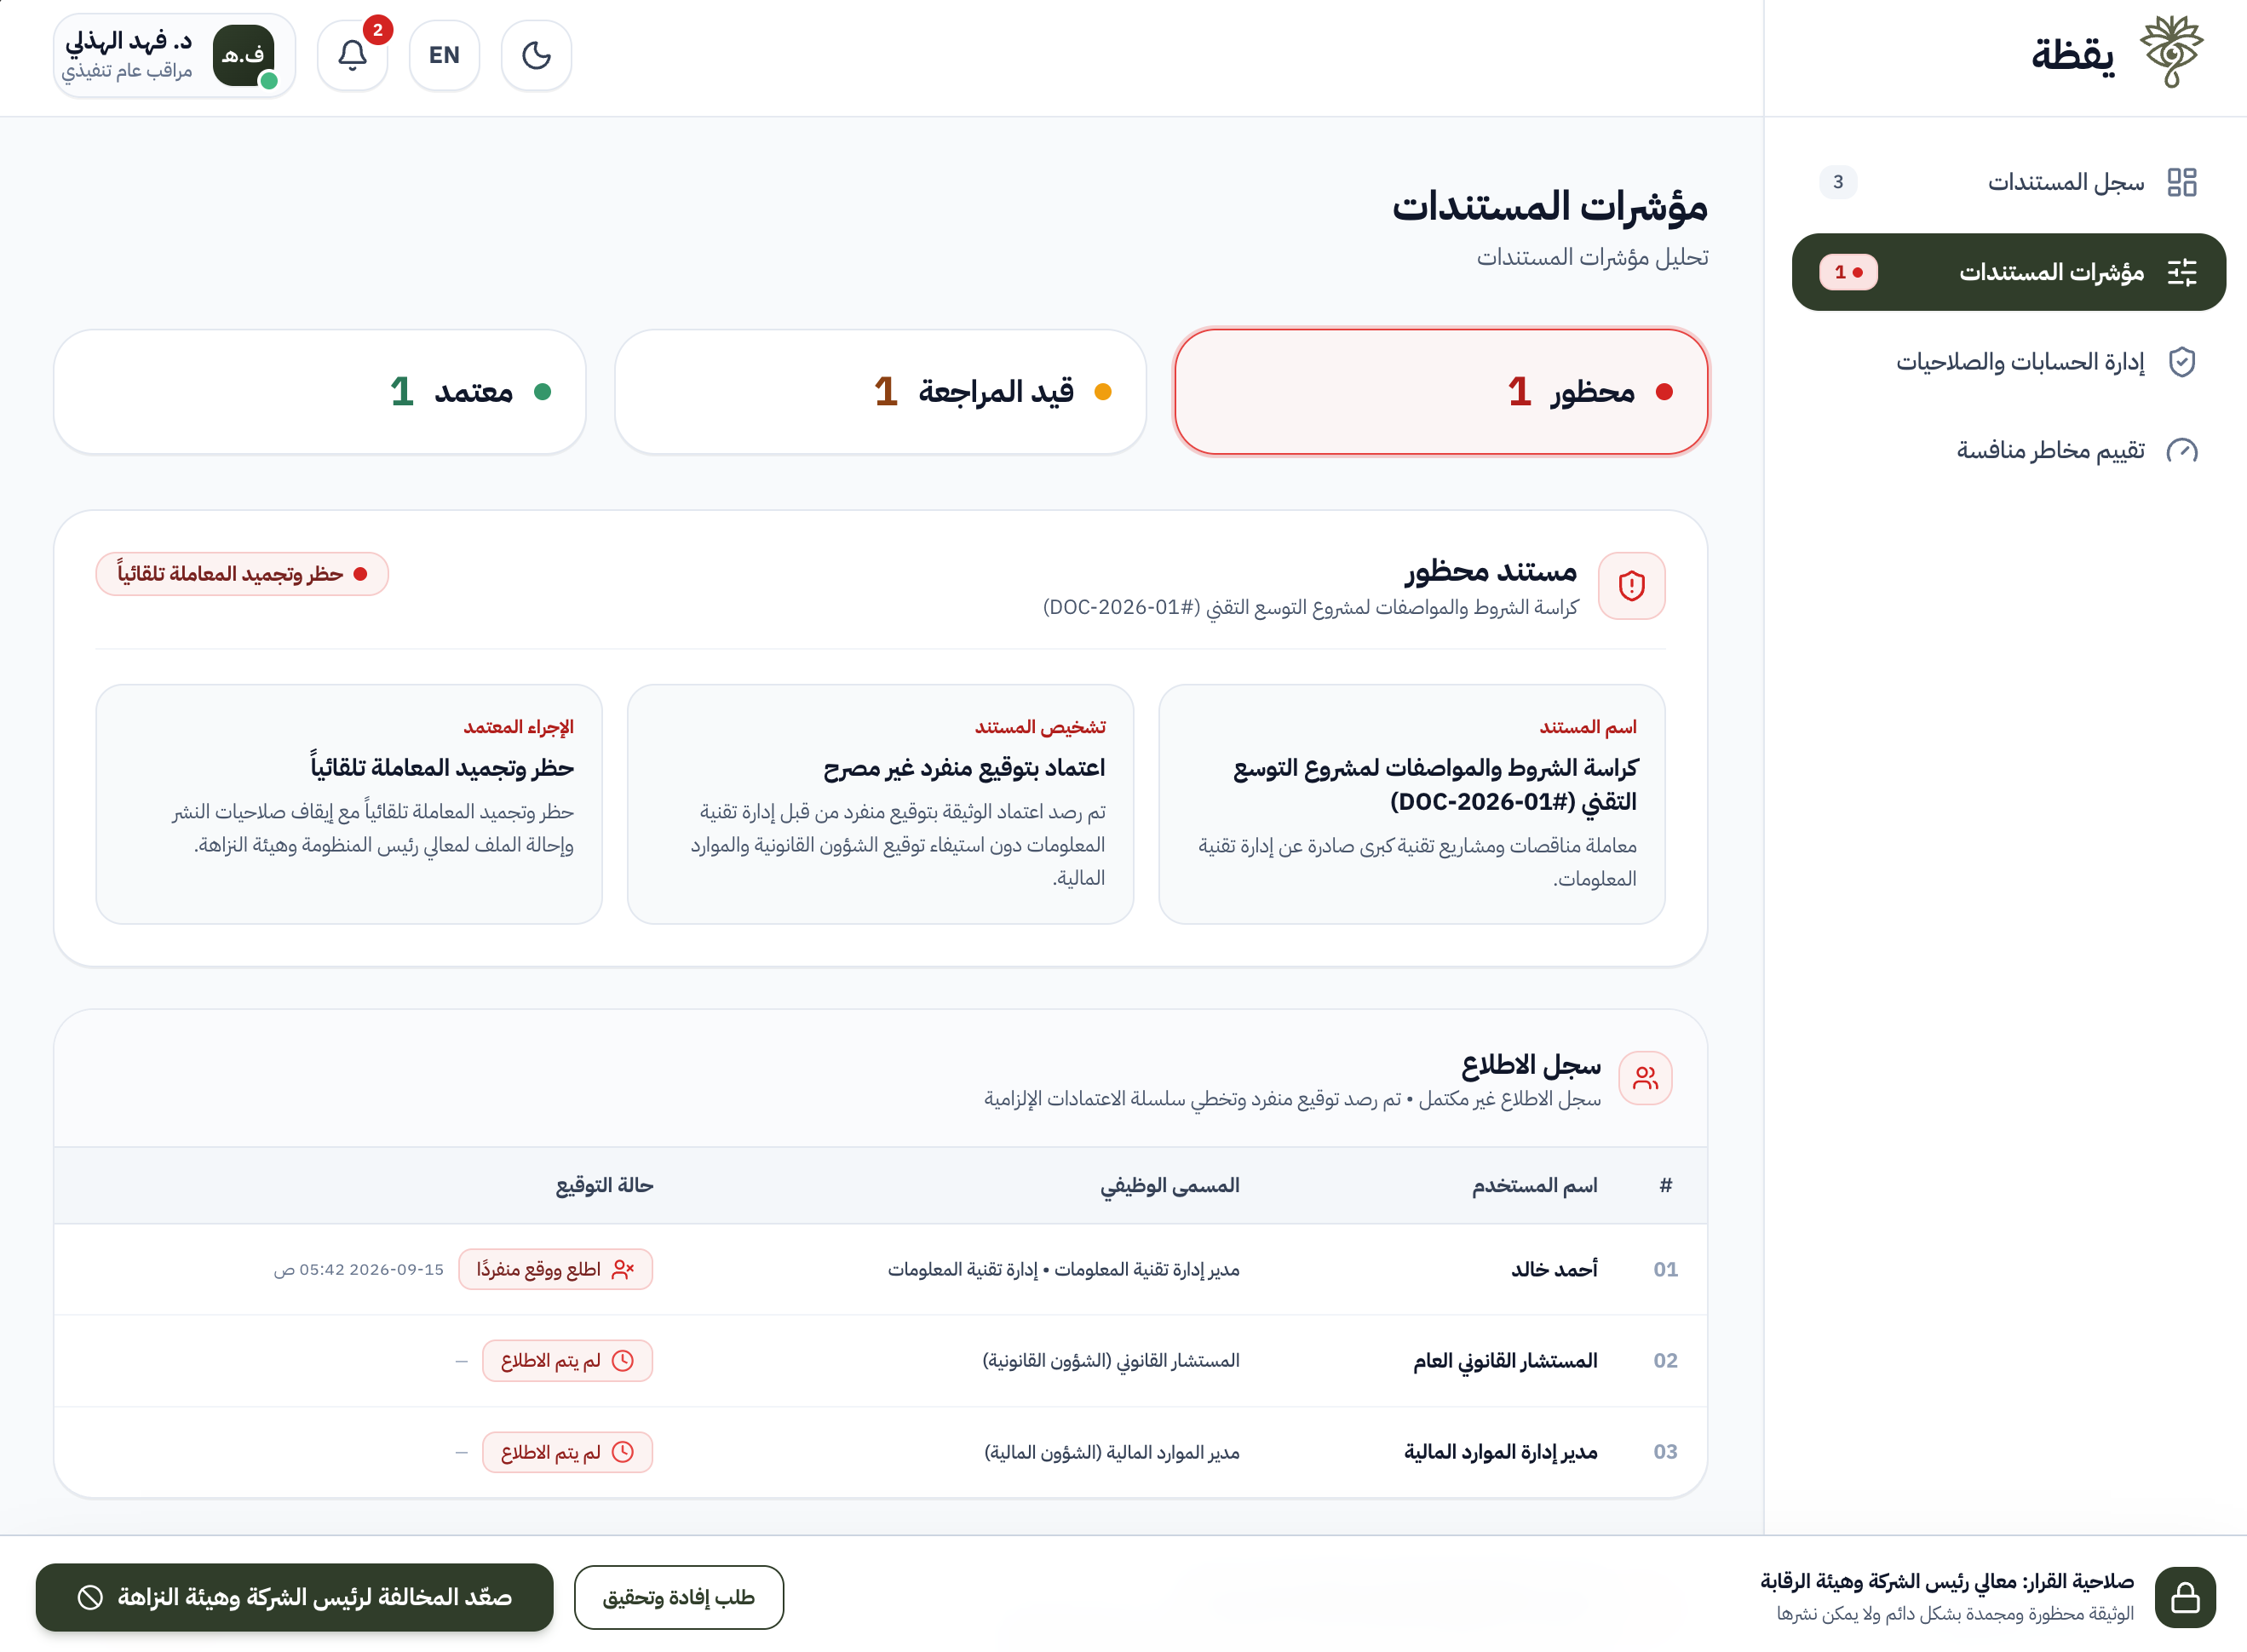 يقظة
EN
2
ف.هـ
د. فهد الهذلي
مراقب عام تنفيذي
سجل المستندات 3
مؤشرات المستندات 1
إدارة الحسابات والصلاحيات
تقييم مخاطر منافسة
مؤشرات المستندات
تحليل مؤشرات المستندات
محظور 1
قيد المراجعة 1
معتمد 1
مستند محظور
كراسة الشروط والمواصفات لمشروع التوسع التقني (#DOC-2026-01)
حظر وتجميد المعاملة تلقائياً
اسم المستند
كراسة الشروط والمواصفات لمشروع التوسع
التقني (#DOC-2026-01)
معاملة مناقصات ومشاريع تقنية كبرى صادرة عن إدارة تقنية
المعلومات.
تشخيص المستند
اعتماد بتوقيع منفرد غير مصرح
تم رصد اعتماد الوثيقة بتوقيع منفرد من قبل إدارة تقنية
المعلومات دون استيفاء توقيع الشؤون القانونية والموارد
المالية.
الإجراء المعتمد
حظر وتجميد المعاملة تلقائياً
حظر وتجميد المعاملة تلقائياً مع إيقاف صلاحيات النشر
وإحالة الملف لمعالي رئيس المنظومة وهيئة النزاهة.
سجل الاطلاع
سجل الاطلاع غير مكتمل • تم رصد توقيع منفرد وتخطي سلسلة الاعتمادات الإلزامية
# اسم المستخدم المسمى الوظيفي حالة التوقيع
01 أحمد خالد مدير إدارة تقنية المعلومات • إدارة تقنية المعلومات اطلع ووقع منفردًا 2026-09-15 05:42 ص
02 المستشار القانوني العام المستشار القانوني (الشؤون القانونية) لم يتم الاطلاع —
03 مدير إدارة الموارد المالية مدير الموارد المالية (الشؤون المالية) لم يتم الاطلاع —
صلاحية القرار: معالي رئيس الشركة وهيئة الرقابة
الوثيقة محظورة ومجمدة بشكل دائم ولا يمكن نشرها
طلب إفادة وتحقيق
صعّد المخالفة لرئيس الشركة وهيئة النزاهة